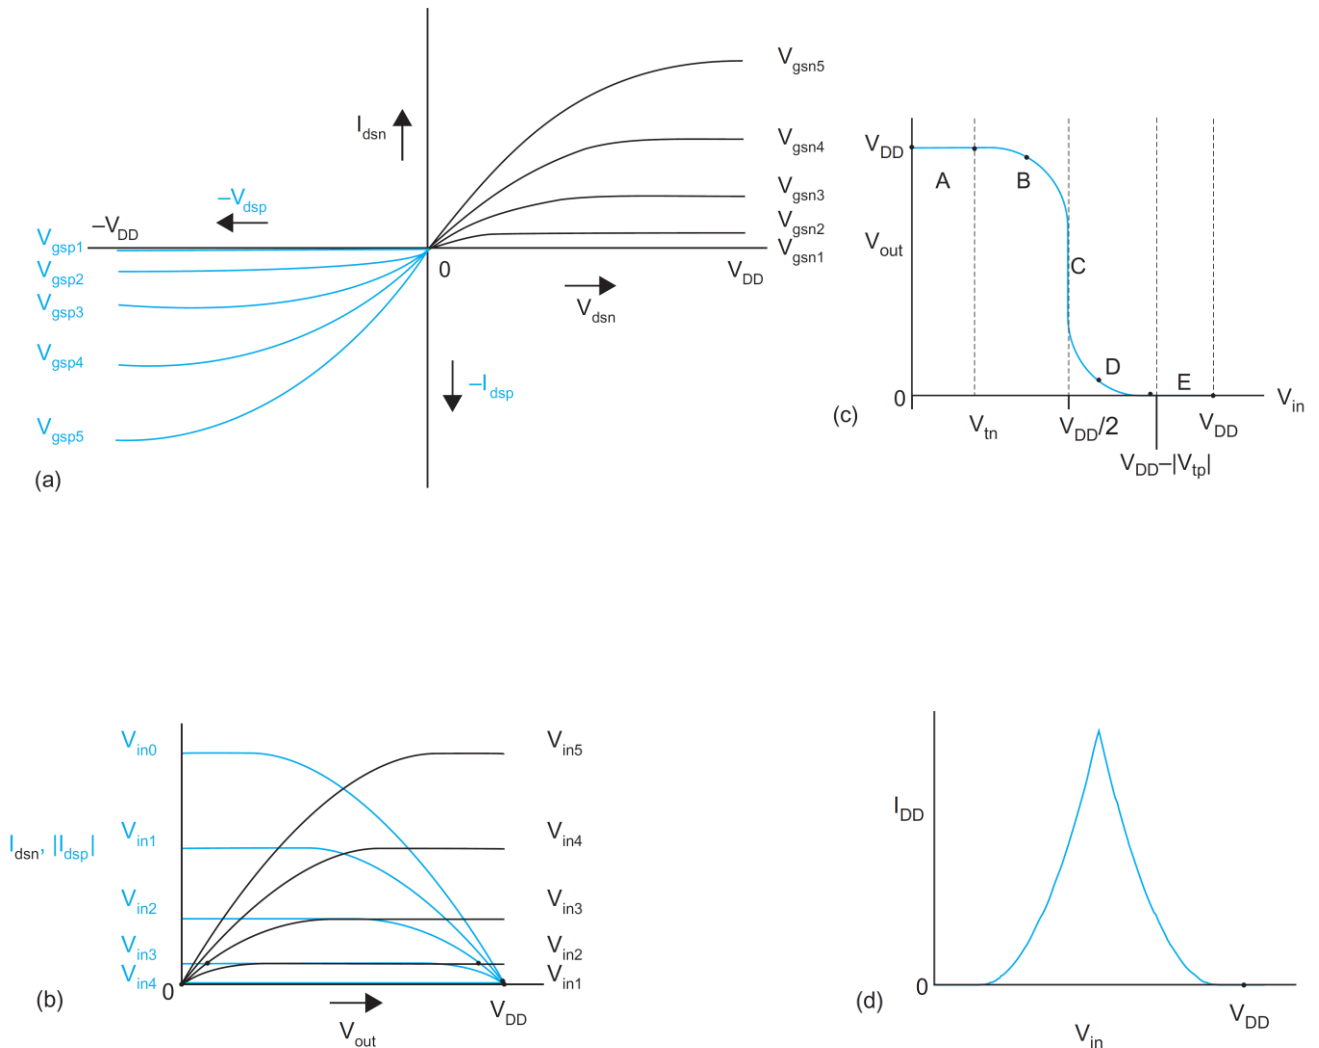 I_dsn
–V_dsp
–V_DD
V_gsp1
V_gsp2
V_gsp3
V_gsp4
V_gsp5
V_gsn5
V_gsn4
V_gsn3
V_gsn2
V_gsn1
0
V_DD
V_dsn
–I_dsp
(a)
V_DD
A
B
V_out
C
D
E
0
V_in
V_tn
V_DD/2
V_DD
V_DD–|V_tp|
(c)
V_in0
V_in1
I_dsn, |I_dsp|
V_in2
V_in3
V_in4
V_in5
V_in4
V_in3
V_in2
V_in1
0
V_DD
V_out
(b)
I_DD
0
V_DD
V_in
(d)